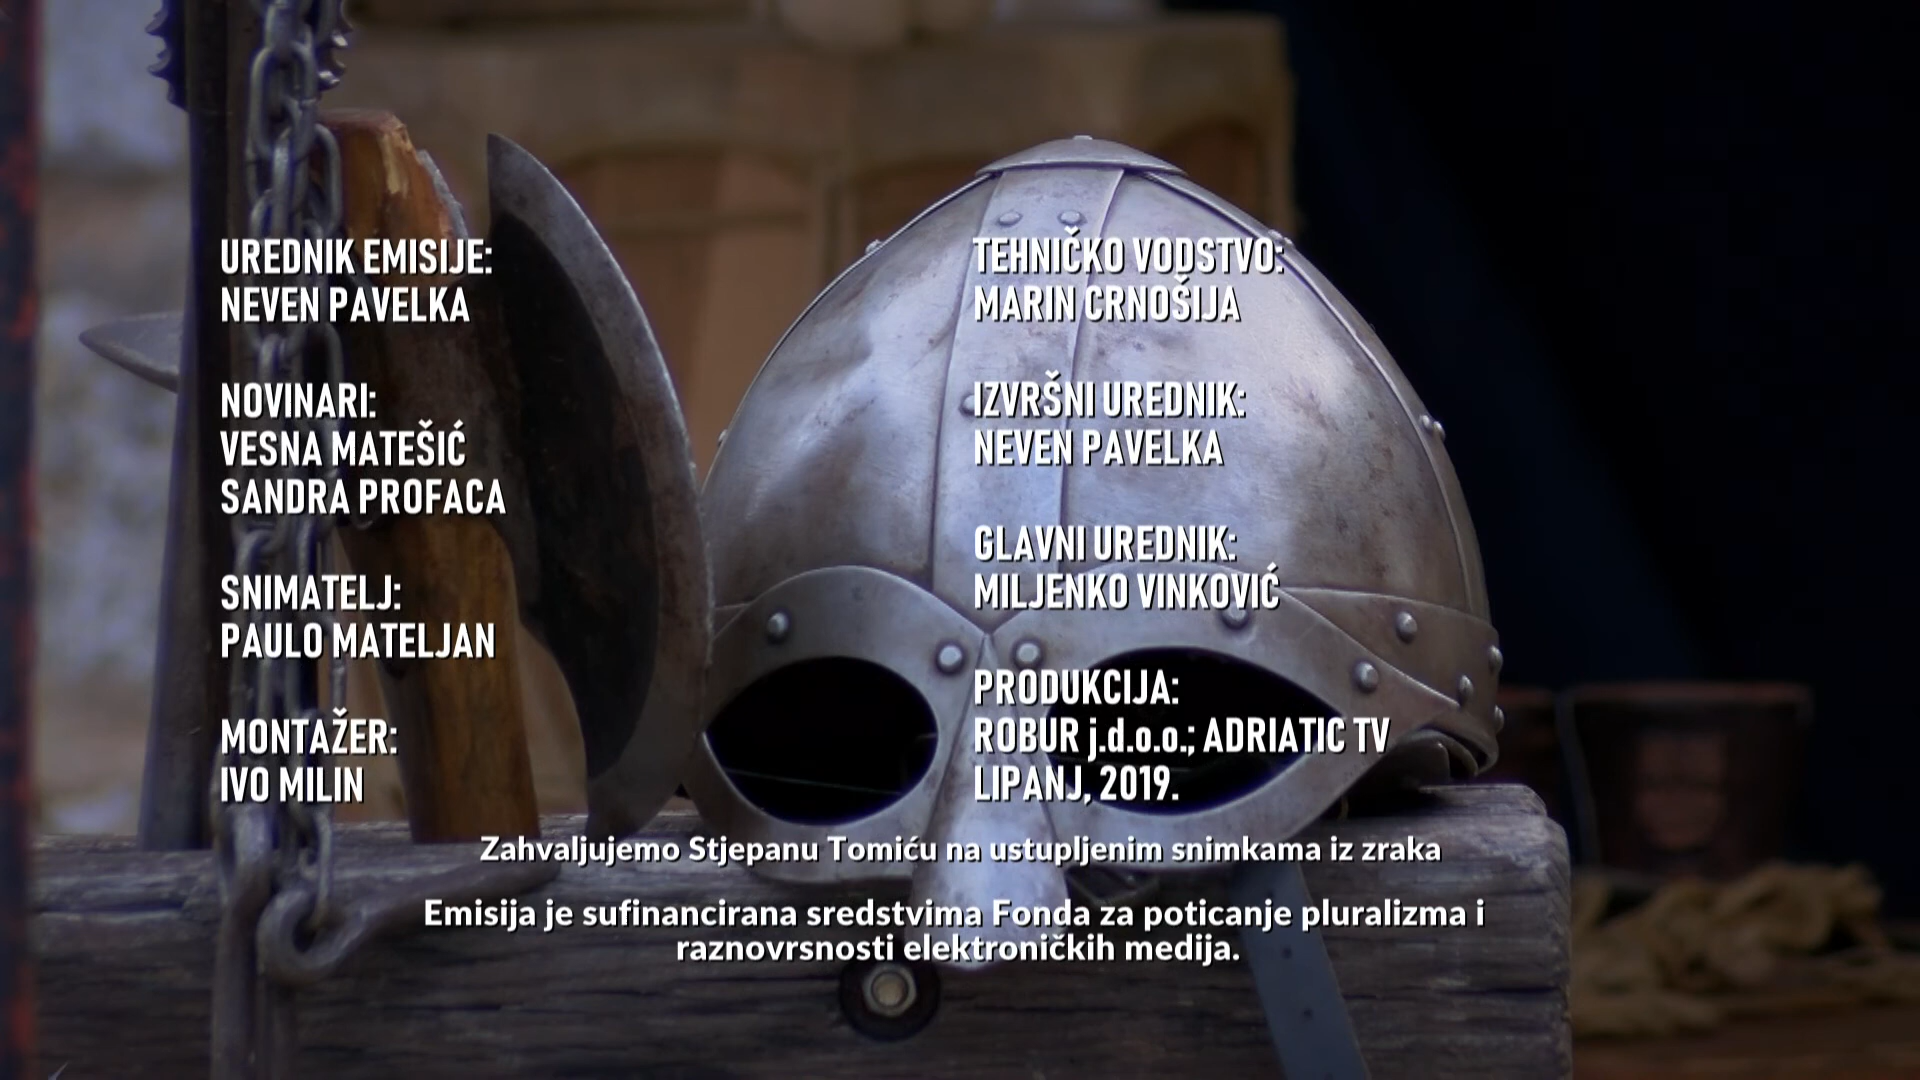 UREDNIK EMISIJE:
NEVEN PAVELKA
NOVINARI:
VESNA MATEŠIĆ
SANDRA PROFACA
SNIMATELJ:
PAULO MATELJAN
MONTAŽER:
IVO MILIN
TEHNIČKO VODSTVO:
MARIN CRNOŠIJA
IZVRŠNI UREDNIK:
NEVEN PAVELKA
GLAVNI UREDNIK:
MILJENKO VINKOVIĆ
PRODUKCIJA:
ROBUR j.d.o.o.; ADRIATIC TV
LIPANJ, 2019.
Zahvaljujemo Stjepanu Tomiću na ustupljenim snimkama iz zraka
Emisija je sufinancirana sredstvima Fonda za poticanje pluralizma i
raznovrsnosti elektroničkih medija.